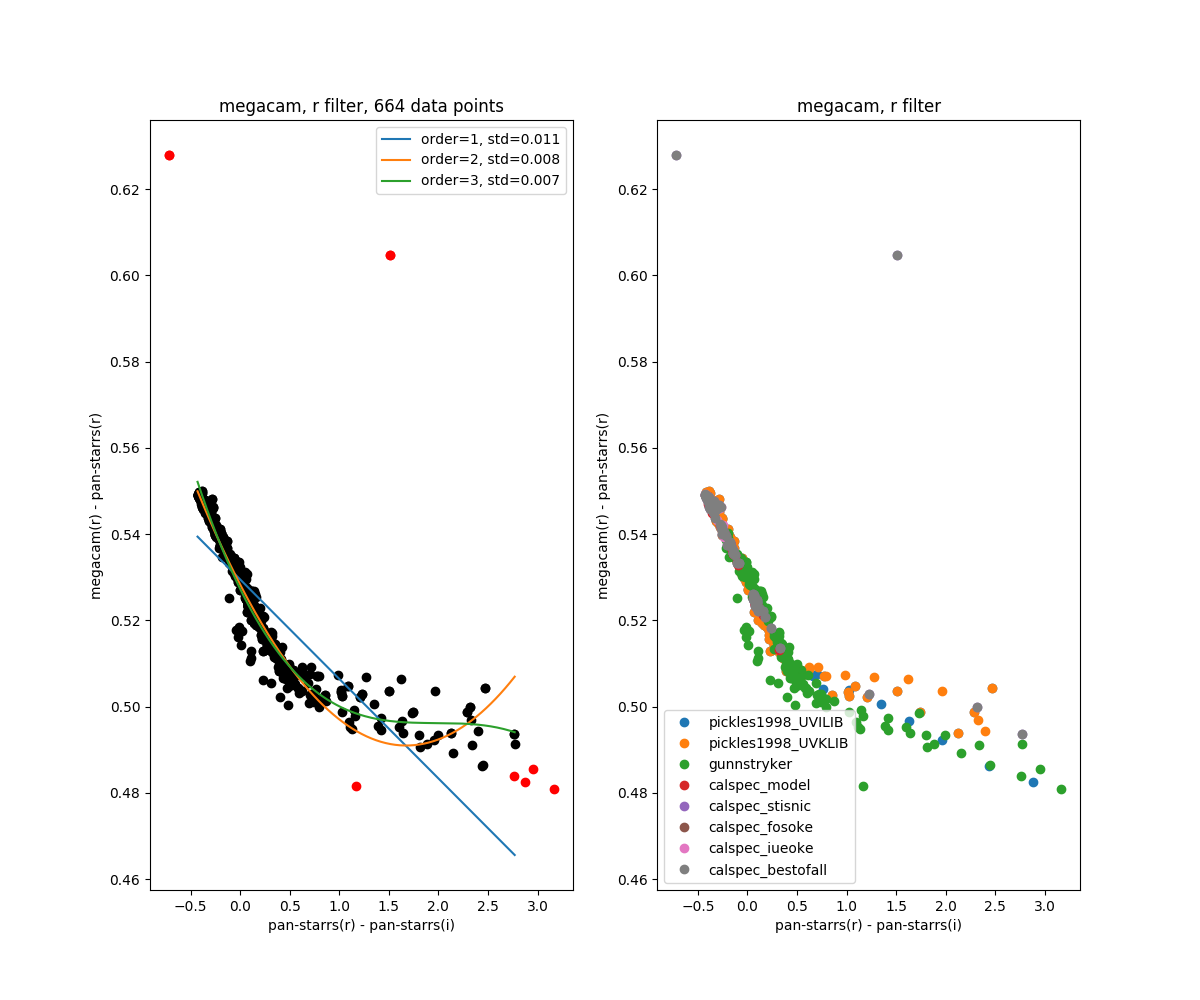 megacam, r filter, 664 data points
order=1, std=0.011
order=2, std=0.008
order=3, std=0.007
0.62
0.60
0.58
0.56
0.54
0.52
0.50
0.48
0.46
megacam(r) - pan-starrs(r)
−0.5 0.0 0.5 1.0 1.5 2.0 2.5 3.0
pan-starrs(r) - pan-starrs(i)
megacam, r filter
0.62
0.60
0.58
0.56
0.54
0.52
0.50
0.48
0.46
megacam(r) - pan-starrs(r)
pickles1998_UVILIB
pickles1998_UVKLIB
gunnstryker
calspec_model
calspec_stisnic
calspec_fosoke
calspec_iueoke
calspec_bestofall
−0.5 0.0 0.5 1.0 1.5 2.0 2.5 3.0
pan-starrs(r) - pan-starrs(i)